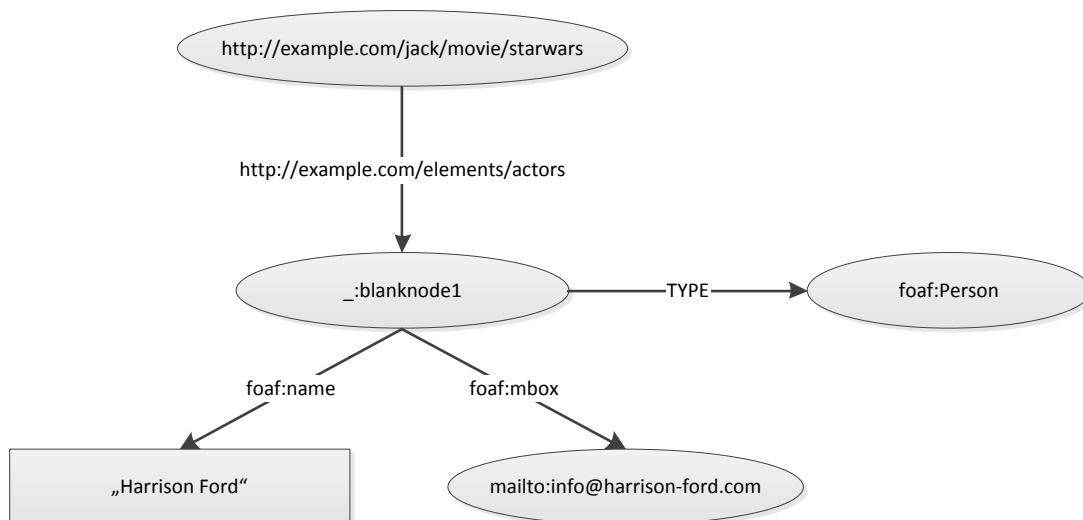 http://example.com/jack/movie/starwars
http://example.com/elements/actors
_:blanknode1
TYPE
foaf:Person
foaf:name
foaf:mbox
„Harrison Ford“
mailto:info@harrison-ford.com